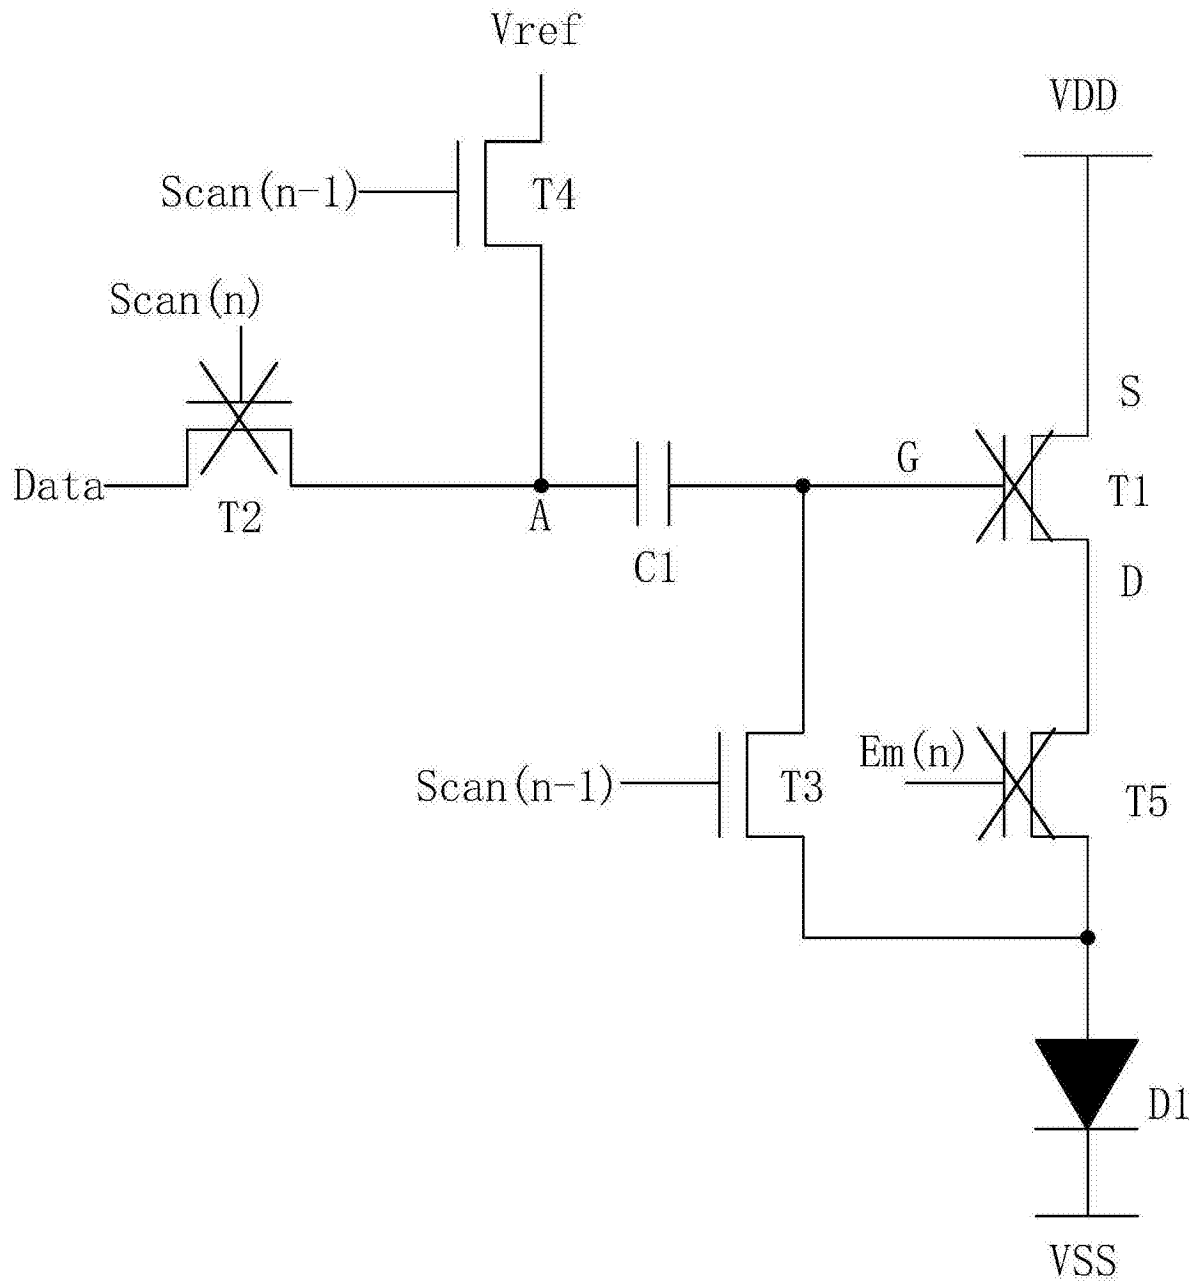 Vref
VDD
Scan(n-1)
T4
Scan(n)
S
G
Data
T2
A
T1
C1
D
Em(n)
Scan(n-1)
T3
T5
D1
VSS